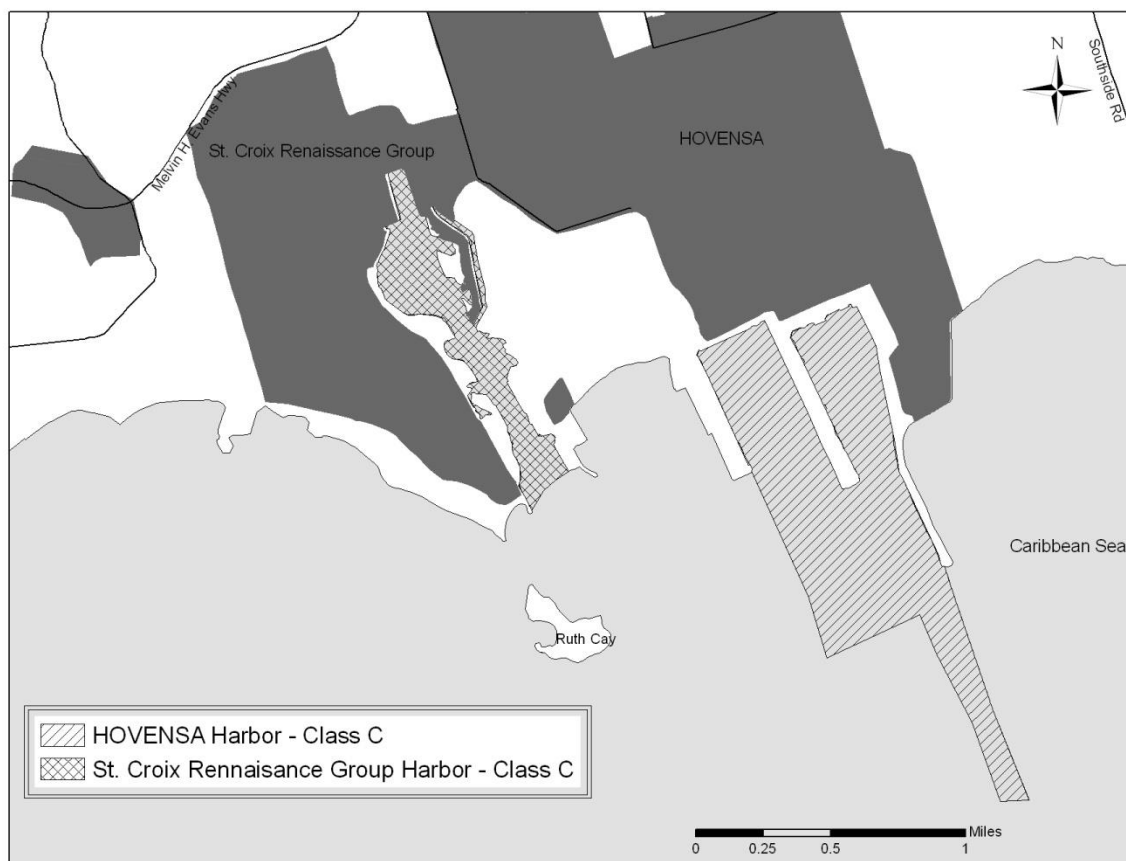 N
Southside Rd
Melvin H. Evans Hwy
St. Croix Renaissance Group
HOVENSA
Caribbean Sea
Ruth Cay
HOVENSA Harbor - Class C
St. Croix Rennaisance Group Harbor - Class C
Miles
0 0.25 0.5 1